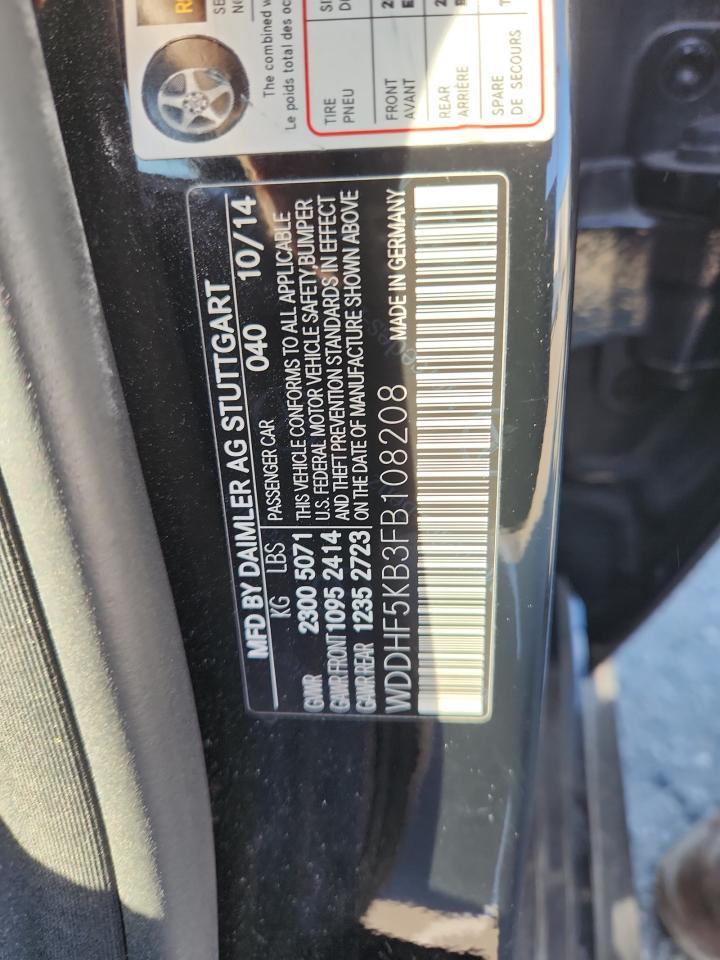 The combined w
Le poids total des oc
TIRE
PNEU
FRONT
AVANT
REAR
ARRIÈRE
SPARE
DE SECOURS
MFD BY DAIMLER AG STUTTGART
KG LBS PASSENGER CAR 040 10/14
GAWR 2300 5071
GAWR FRONT 1095 2414
GAWR REAR 1235 2723
THIS VEHICLE CONFORMS TO ALL APPLICABLE
U.S. FEDERAL MOTOR VEHICLE SAFETY, BUMPER
AND THEFT PREVENTION STANDARDS IN EFFECT
ON THE DATE OF MANUFACTURE SHOWN ABOVE
WDDHF5KB3FB108208 MADE IN GERMANY